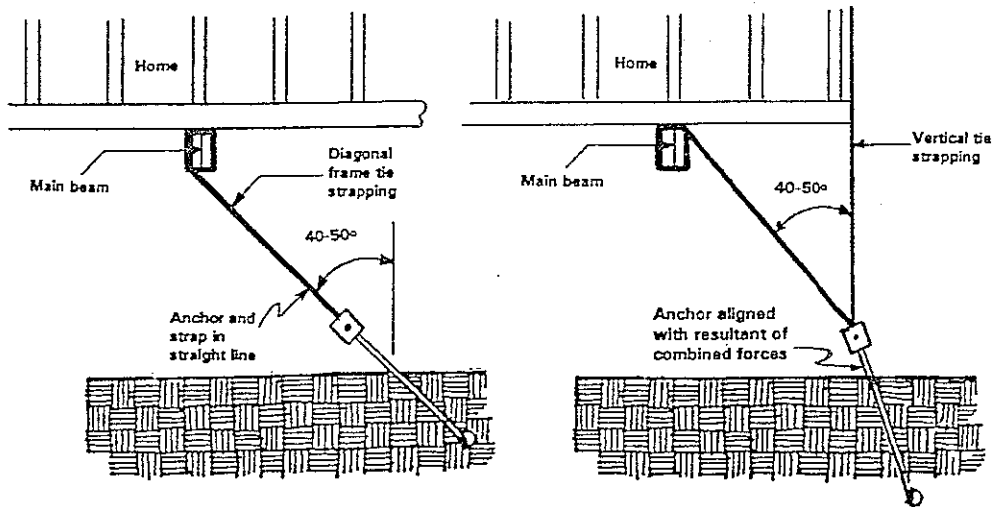 Home
Main beam
Diagonal
frame tie
strapping
40-50°
Anchor and
strap in
straight line
Home
Main beam
Vertical tie
strapping
40-50°
Anchor aligned
with resultant of
combined forces